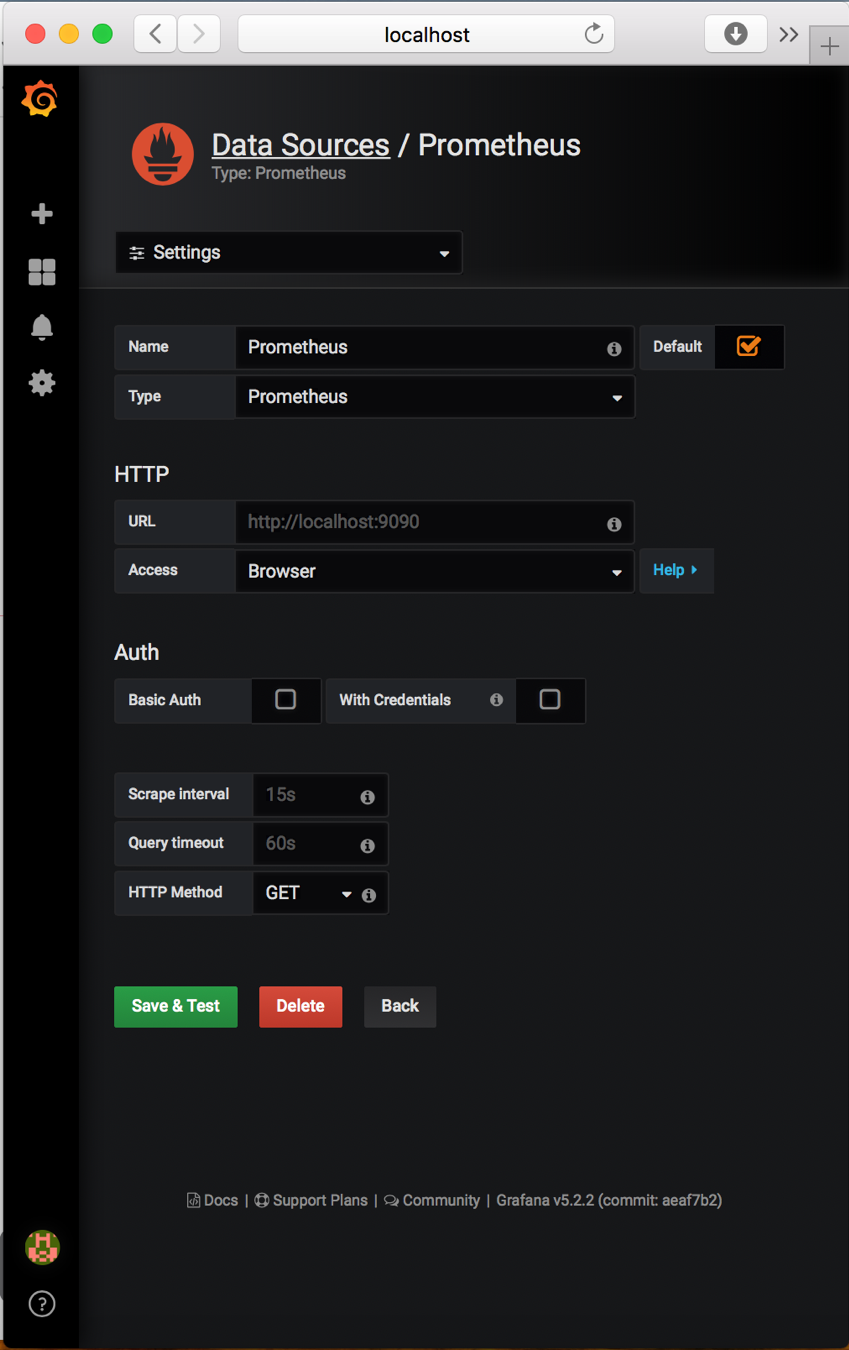 localhost
Data Sources / Prometheus
Type: Prometheus
Settings
Name Prometheus Default
Type Prometheus
HTTP
URL http://localhost:9090
Access Browser Help
Auth
Basic Auth With Credentials
Scrape interval 15s
Query timeout 60s
HTTP Method GET
Save & Test Delete Back
Docs | Support Plans | Community | Grafana v5.2.2 (commit: aeaf7b2)